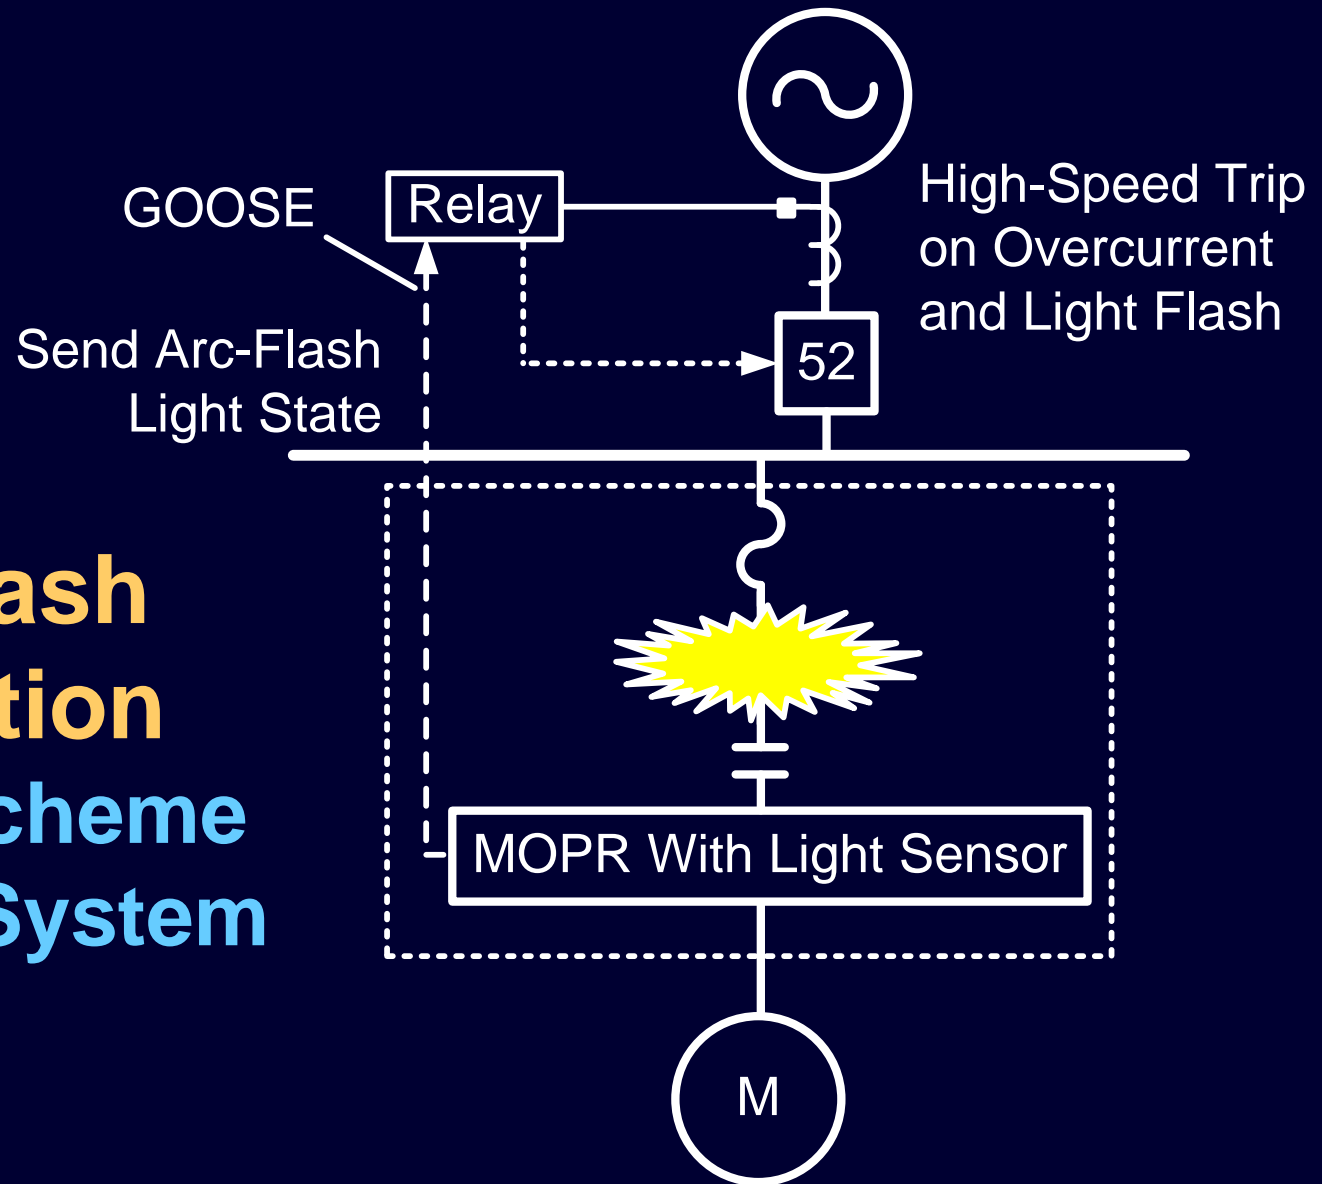 GOOSE
Relay
High-Speed Trip
on Overcurrent
and Light Flash
Send Arc-Flash
Light State
52
ash
tion
cheme
System
MOPR With Light Sensor
M